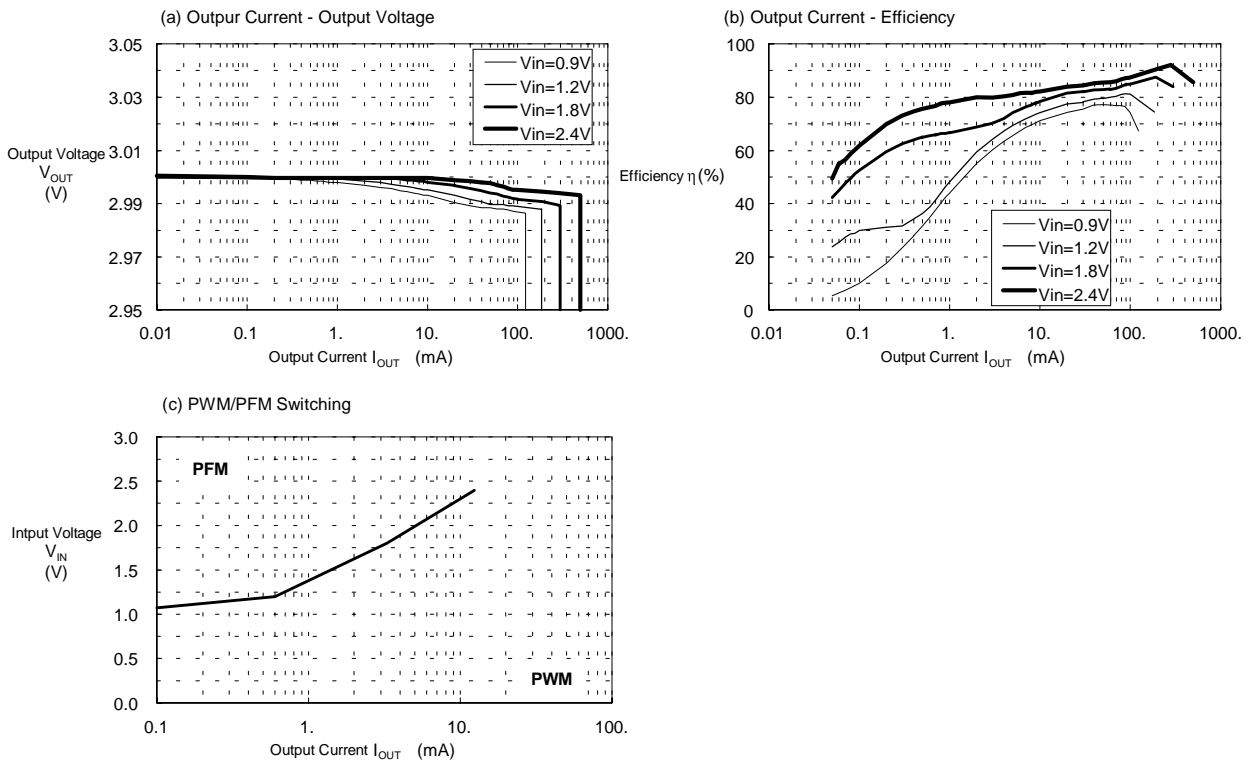 (a) Outpur Current - Output Voltage
3.05
3.03
3.01
2.99
2.97
2.95
Output Voltage
VOUT
(V)
Vin=0.9V
Vin=1.2V
Vin=1.8V
Vin=2.4V
0.01
0.1
1.
10.
100.
1000.
Output Current IOUT (mA)
(b) Output Current - Efficiency
100
80
60
40
20
0
Efficiency η(%)
Vin=0.9V
Vin=1.2V
Vin=1.8V
Vin=2.4V
0.01
0.1
1.0
10.
100.
1000.
Output Current IOUT (mA)
(c) PWM/PFM Switching
3.0
2.5
2.0
1.5
1.0
0.5
0.0
Intput Voltage
VIN
(V)
PFM
PWM
0.1
1.
10.
100.
Output Current IOUT (mA)